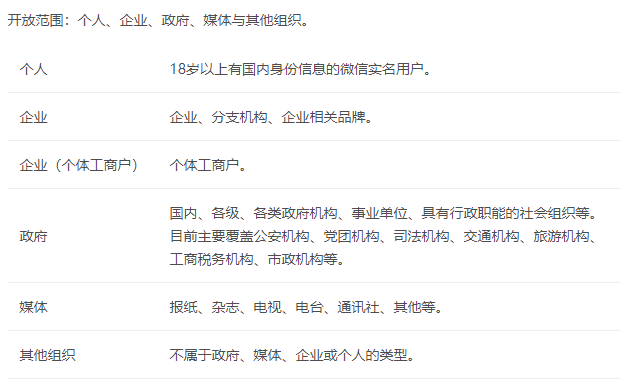 开放范围：个人、企业、政府、媒体与其他组织。
个人 18岁以上有国内身份信息的微信实名用户。
企业 企业、分支机构、企业相关品牌。
企业（个体工商户） 个体工商户。
政府 国内、各级、各类政府机构、事业单位、具有行政职能的社会组织等。
目前主要覆盖公安机构、党团机构、司法机构、交通机构、旅游机构、
工商税务机构、市政机构等。
媒体 报纸、杂志、电视、电台、通讯社、其他等。
其他组织 不属于政府、媒体、企业或个人的类型。